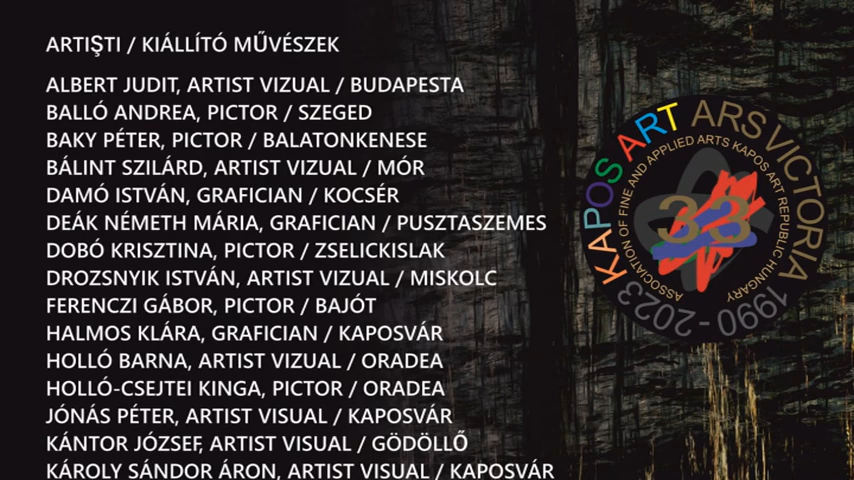 ARTIŞTI / KIÁLLÍTÓ MŰVÉSZEK
ALBERT JUDIT, ARTIST VIZUAL / BUDAPESTA
BALLÓ ANDREA, PICTOR / SZEGED
BAKY PÉTER, PICTOR / BALATONKENESE
BÁLINT SZILÁRD, ARTIST VIZUAL / MÓR
DAMÓ ISTVÁN, GRAFICIAN / KOCSÉR
DEÁK NÉMETH MÁRIA, GRAFICIAN / PUSZTASZEMES
DOBÓ KRISZTINA, PICTOR / ZSELICKISLAK
DROZSNYIK ISTVÁN, ARTIST VIZUAL / MISKOLC
FERENCZI GÁBOR, PICTOR / BAJÓT
HALMOS KLÁRA, GRAFICIAN / KAPOSVÁR
HOLLÓ BARNA, ARTIST VIZUAL / ORADEA
HOLLÓ-CSEJTEI KINGA, PICTOR / ORADEA
JÓNÁS PÉTER, ARTIST VISUAL / KAPOSVÁR
KÁNTOR JÓZSEF, ARTIST VISUAL / GÖDÖLLŐ
KÁROLY SÁNDOR ÁRON, ARTIST VISUAL / KAPOSVÁR
KAPOS ART ARS VICTORIA
ASSOCIATION OF FINE AND APPLIED ARTS KAPOS ART REPUBLIC HUNGARY
33
1990 - 2023